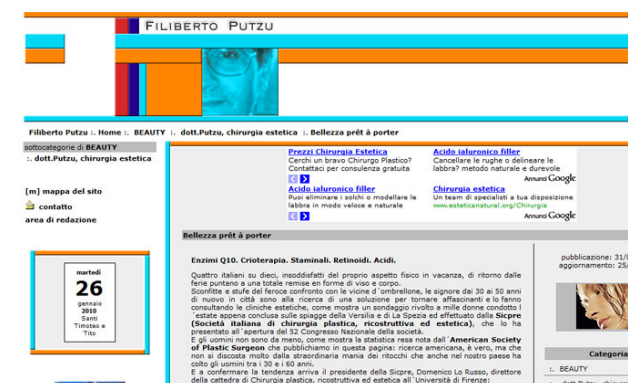 FILIBERTO PUTZU
Filiberto Putzu :. Home :. BEAUTY :. dott.Putzu, chirurgia estetica :. Bellezza prêt à porter
sottocategorie di BEAUTY
:. dott.Putzu, chirurgia estetica
[m] mappa del sito
contatto
area di redazione
martedì
26
gennaio
2010
Santi
Timoteo e
Tito
Prezzi Chirurgia Estetica
Cerchi un bravo Chirurgo Plastico?
Contattaci per consulenza gratuita
Acido ialuronico filler
Cancellare le rughe o delineare le
labbra? metodo naturale e durevole
Annunci Google
Acido ialuronico filler
Puoi eliminare i solchi o modellare le
labbra in modo veloce e naturale
Chirurgia estetica
Un team di specialisti a tua disposizione
www.esteticanatural.org/Chirurgia
Annunci Google
Bellezza prêt à porter
Enzimi Q10. Crioterapia. Staminali. Retinoidi. Acidi.
Quattro italiani su dieci, insoddisfatti del proprio aspetto fisico in vacanza, di ritorno dalle
ferie puntano a una totale remise en forme di viso e corpo.
Sconfitte e stufe del feroce confronto con le vicine d´ombrellone, le signore dai 30 ai 50 anni
di nuovo in città sono alla ricerca di una soluzione per tornare affascinanti e lo fanno
consultando le cliniche estetiche, come mostra un sondaggio rivolto a mille donne condotto l
´estate appena conclusa sulle spiagge della Versilia e di La Spezia ed effettuato dalla Sicpre
(Società italiana di chirurgia plastica, ricostruttiva ed estetica), che lo ha
presentato all´apertura del 52 Congresso Nazionale della società.
E gli uomini non sono da meno, come mostra la statistica resa nota dall´American Society
of Plastic Surgeon che pubblichiamo in questa pagina: ricerca americana, è vero, ma che
non si discosta molto dalla straordinaria mania dei ritocchi che anche nel nostro paese ha
colto gli uomini tra i 30 e i 60 anni.
E a confermare la tendenza arriva il presidente della Sicpre, Domenico Lo Russo, direttore
della cattedra di Chirurgia plastica, ricostruttiva ed estetica all´Università di Firenze:
pubblicazione: 31/
aggiornamento: 25/
Categoria
:. BEAUTY
:. dott.Putzu, chirurgia